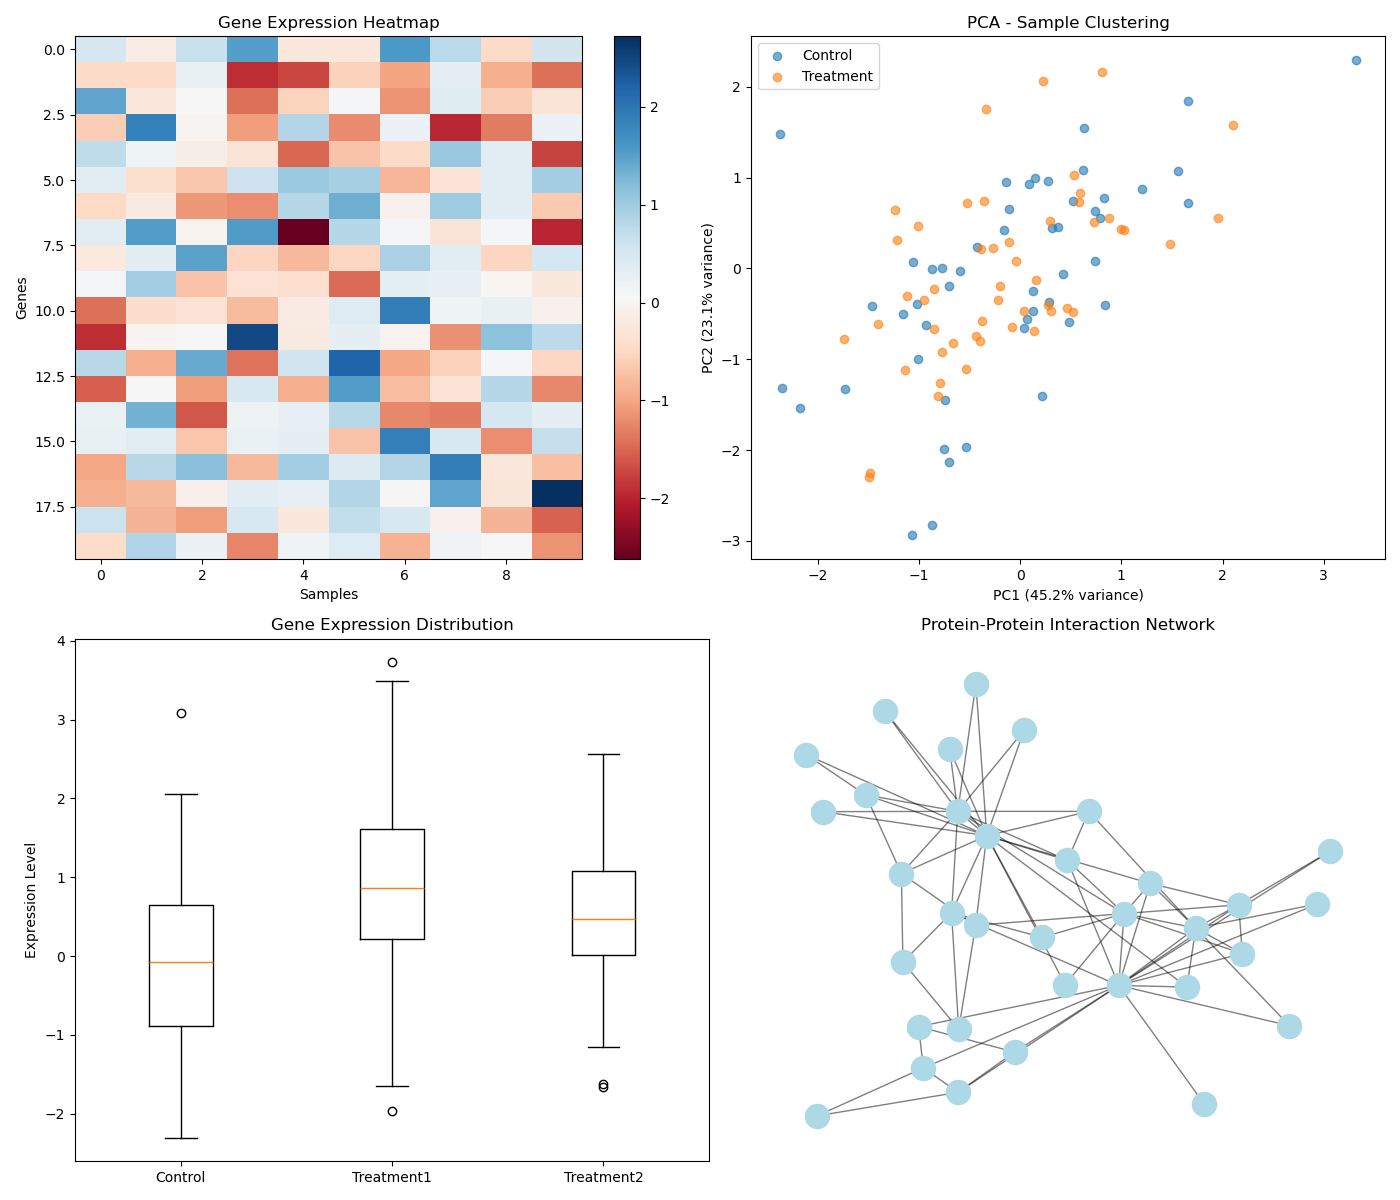 Gene Expression Heatmap
0.0
2.5
5.0
7.5
10.0
12.5
15.0
17.5
Genes
0
2
4
6
8
Samples
2
1
0
−1
−2
PCA - Sample Clustering
Control
Treatment
2
1
0
−1
−2
−3
PC2 (23.1% variance)
−2
−1
0
1
2
3
PC1 (45.2% variance)
Gene Expression Distribution
4
3
2
1
0
−1
−2
Expression Level
Control
Treatment1
Treatment2
Protein-Protein Interaction Network